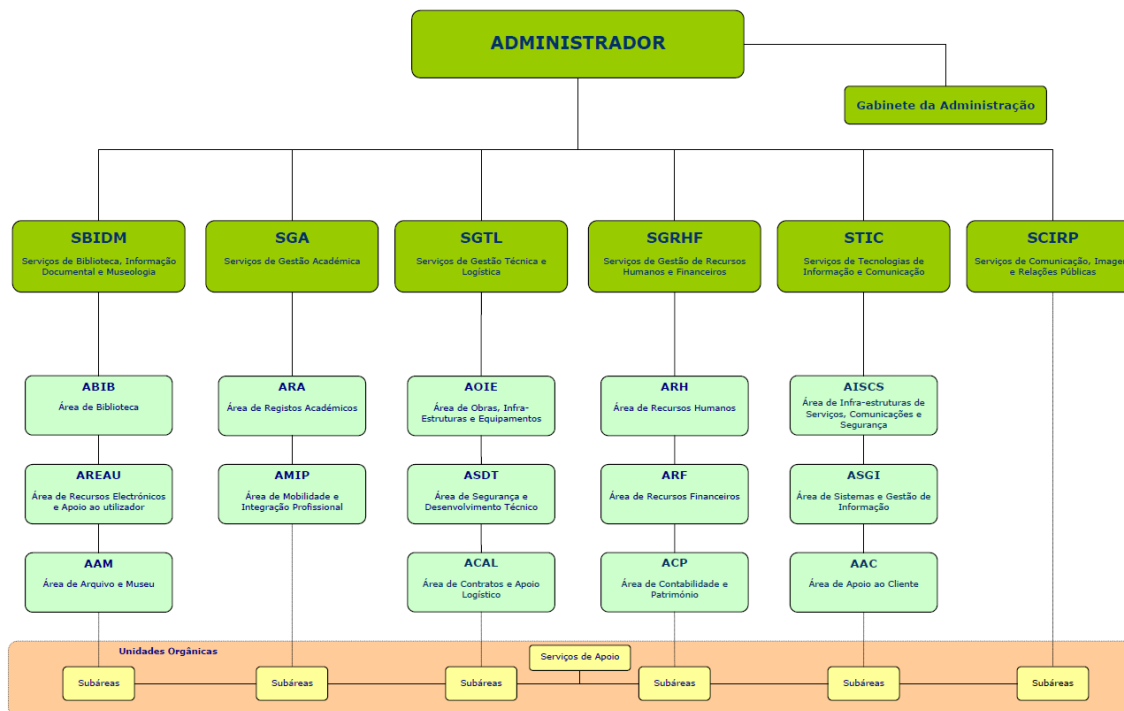 ADMINISTRADOR
Gabinete da Administração
SBIDM
Serviços de Biblioteca, Informação
Documental e Museologia
SGA
Serviços de Gestão Académica
SGTL
Serviços de Gestão Técnica e
Logística
SGRHF
Serviços de Gestão de Recursos
Humanos e Financeiros
STIC
Serviços de Tecnologias de
Informação e Comunicação
SCIRP
Serviços de Comunicação, Imagem
e Relações Públicas
ABIB
Área de Biblioteca
ARA
Área de Registos Académicos
AOIE
Área de Obras, Infra-
Estruturas e Equipamentos
ARH
Área de Recursos Humanos
AISCS
Área de Infra-estruturas de
Serviços, Comunicações e
Segurança
AREAU
Área de Recursos Electrónicos
e Apoio ao utilizador
AMIP
Área de Mobilidade e
Integração Profissional
ASDT
Área de Segurança e
Desenvolvimento Técnico
ARF
Área de Recursos Financeiros
ASGI
Área de Sistemas e Gestão de
Informação
AAM
Área de Arquivo e Museu
ACAL
Área de Contratos e Apoio
Logístico
ACP
Área de Contabilidade e
Património
AAC
Área de Apoio ao Cliente
Unidades Orgânicas
Serviços de Apoio
Subáreas
Subáreas
Subáreas
Subáreas
Subáreas
Subáreas